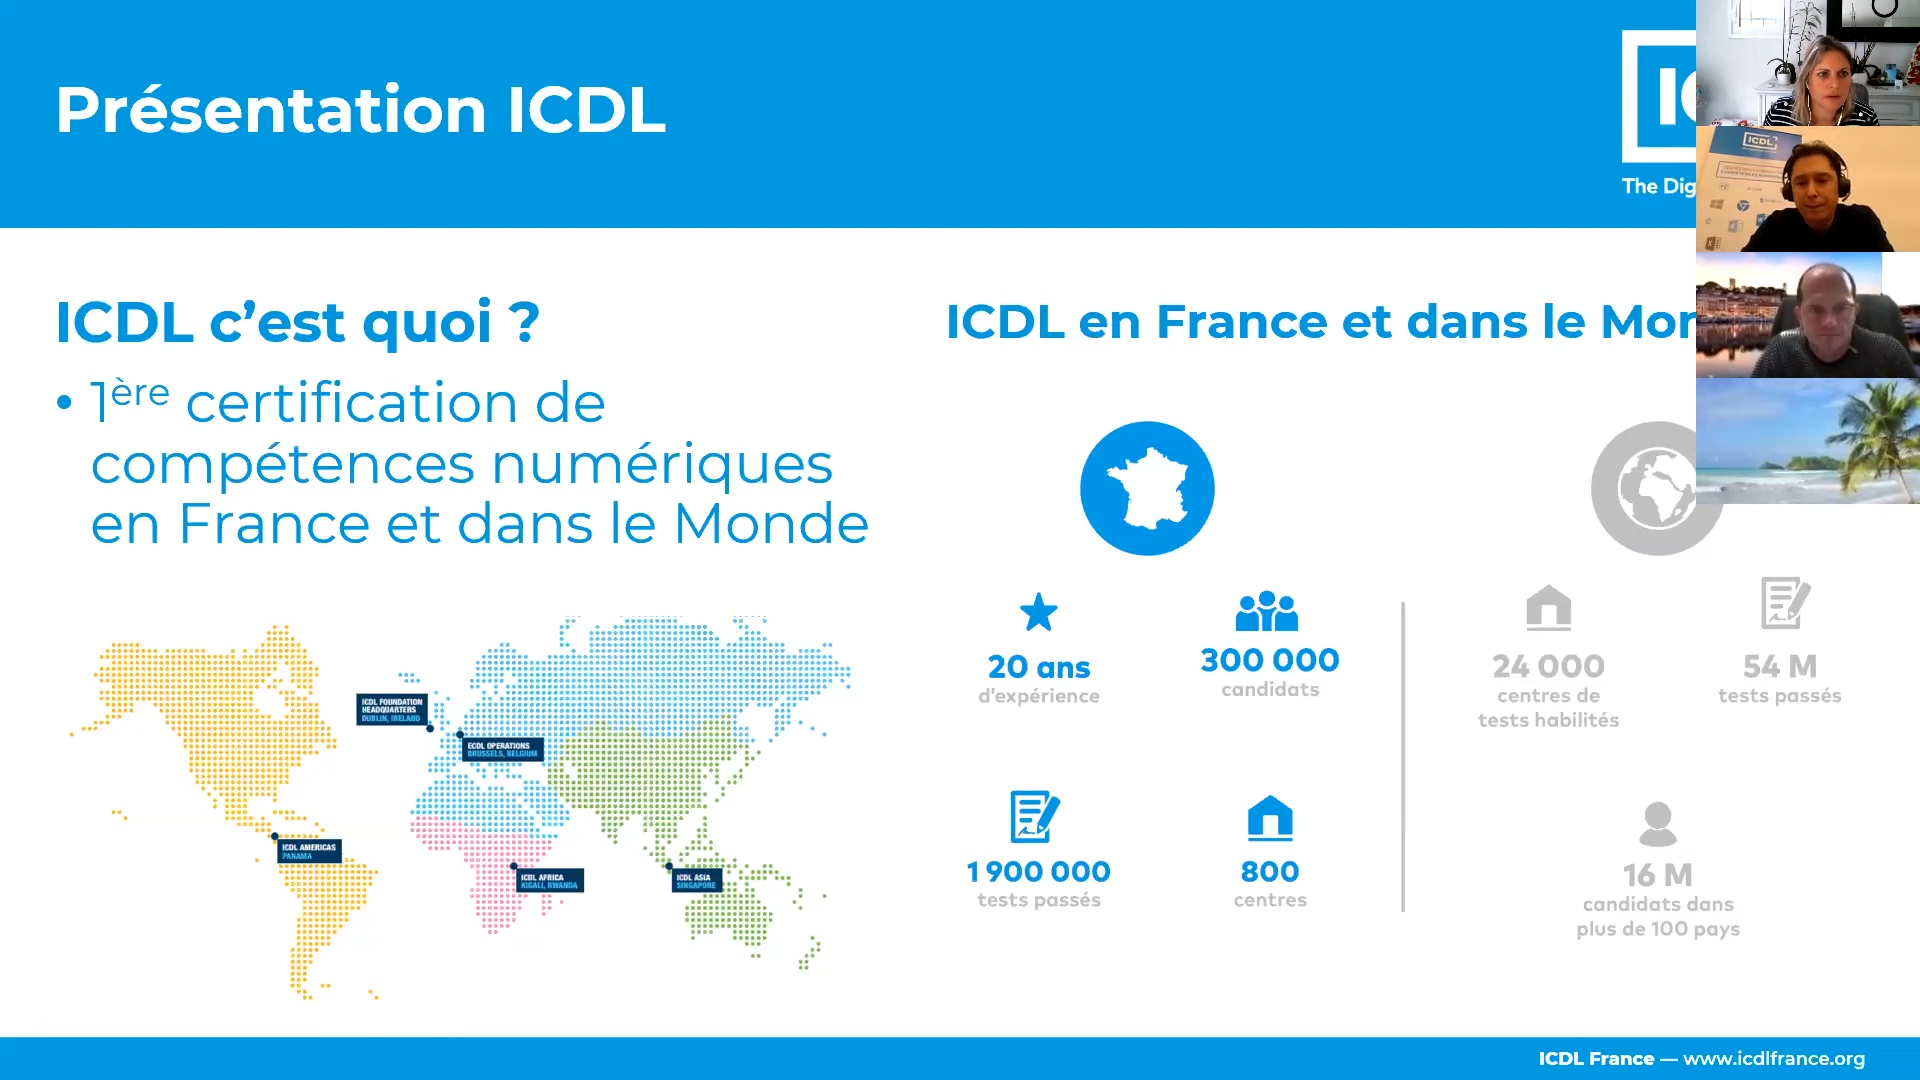 Présentation ICDL
The Dig
ICDL c’est quoi ?
• 1ère certification de
compétences numériques
en France et dans le Monde
ICDL FOUNDATION
HEADQUARTERS
DUBLIN, IRELAND
ECDL OPERATIONS
BRUSSELS, BELGIUM
ICDL AMERICAS
PANAMA
ICDL AFRICA
KIGALI, RWANDA
ICDL ASIA
SINGAPORE
ICDL en France et dans le Mon
20 ans
d’expérience
300 000
candidats
1 900 000
tests passés
800
centres
24 000
centres de
tests habilités
54 M
tests passés
16 M
candidats dans
plus de 100 pays
ICDL
ICDL France — www.icdlfrance.org